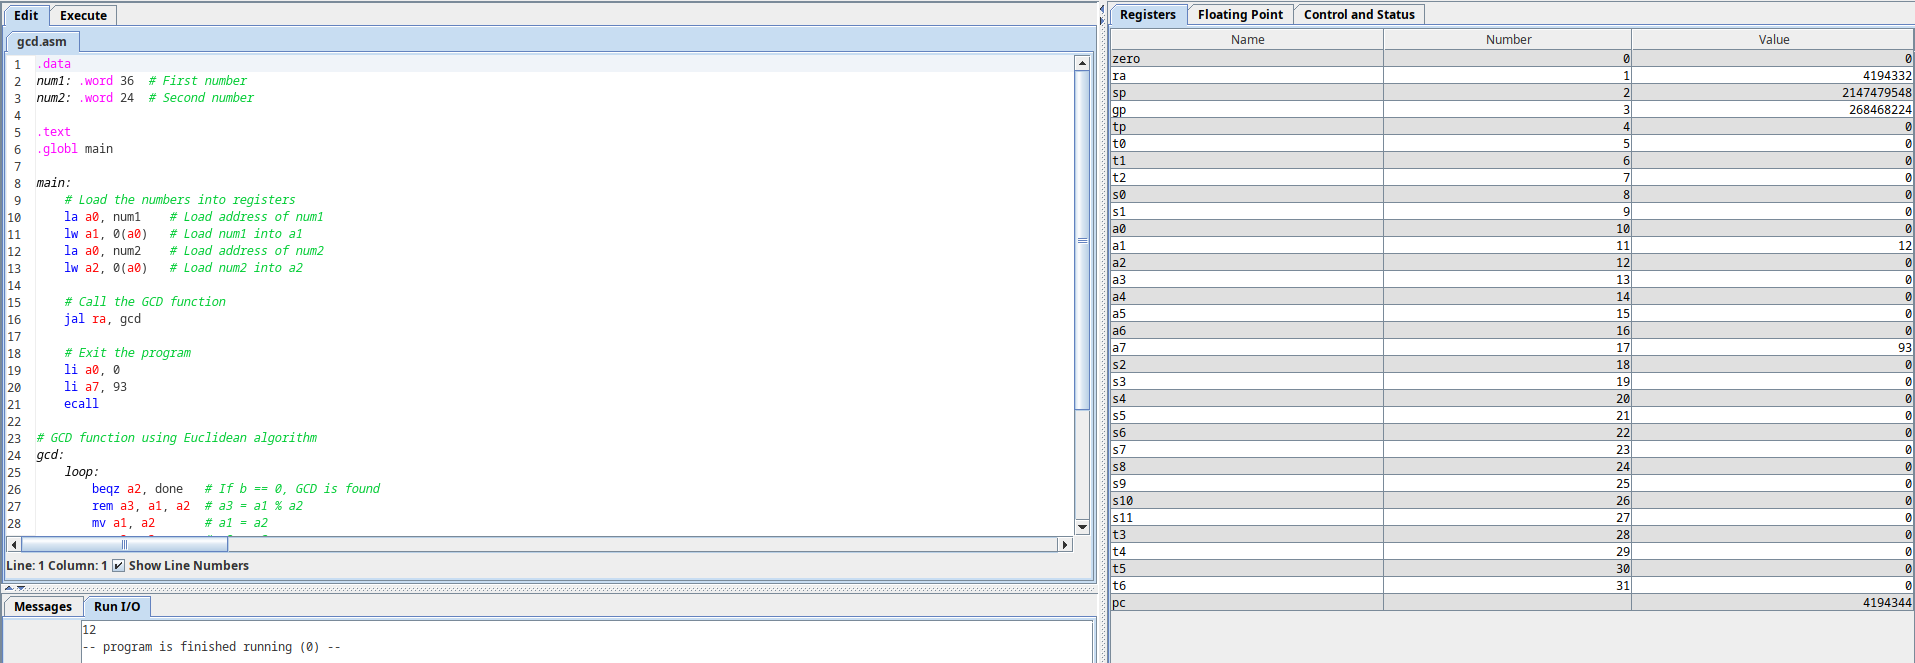 Edit Execute
gcd.asm
1 .data
2 num1: .word 36 # First number
3 num2: .word 24 # Second number
4
5 .text
6 .globl main
7
8 main:
9 # Load the numbers into registers
10 la a0, num1 # Load address of num1
11 lw a1, 0(a0) # Load num1 into a1
12 la a0, num2 # Load address of num2
13 lw a2, 0(a0) # Load num2 into a2
14
15 # Call the GCD function
16 jal ra, gcd
17
18 # Exit the program
19 li a0, 0
20 li a7, 93
21 ecall
22
23 # GCD function using Euclidean algorithm
24 gcd:
25 loop:
26 beqz a2, done # If b == 0, GCD is found
27 rem a3, a1, a2 # a3 = a1 % a2
28 mv a1, a2 # a1 = a2
Line: 1 Column: 1 Show Line Numbers
Messages Run I/O
12
-- program is finished running (0) --
Registers Floating Point Control and Status
Name Number Value
zero 0 0
ra 1 4194332
sp 2 2147479548
gp 3 268468224
tp 4 0
t0 5 0
t1 6 0
t2 7 0
s0 8 0
s1 9 0
a0 10 0
a1 11 12
a2 12 0
a3 13 0
a4 14 0
a5 15 0
a6 16 0
a7 17 93
s2 18 0
s3 19 0
s4 20 0
s5 21 0
s6 22 0
s7 23 0
s8 24 0
s9 25 0
s10 26 0
s11 27 0
t3 28 0
t4 29 0
t5 30 0
t6 31 0
pc 4194344